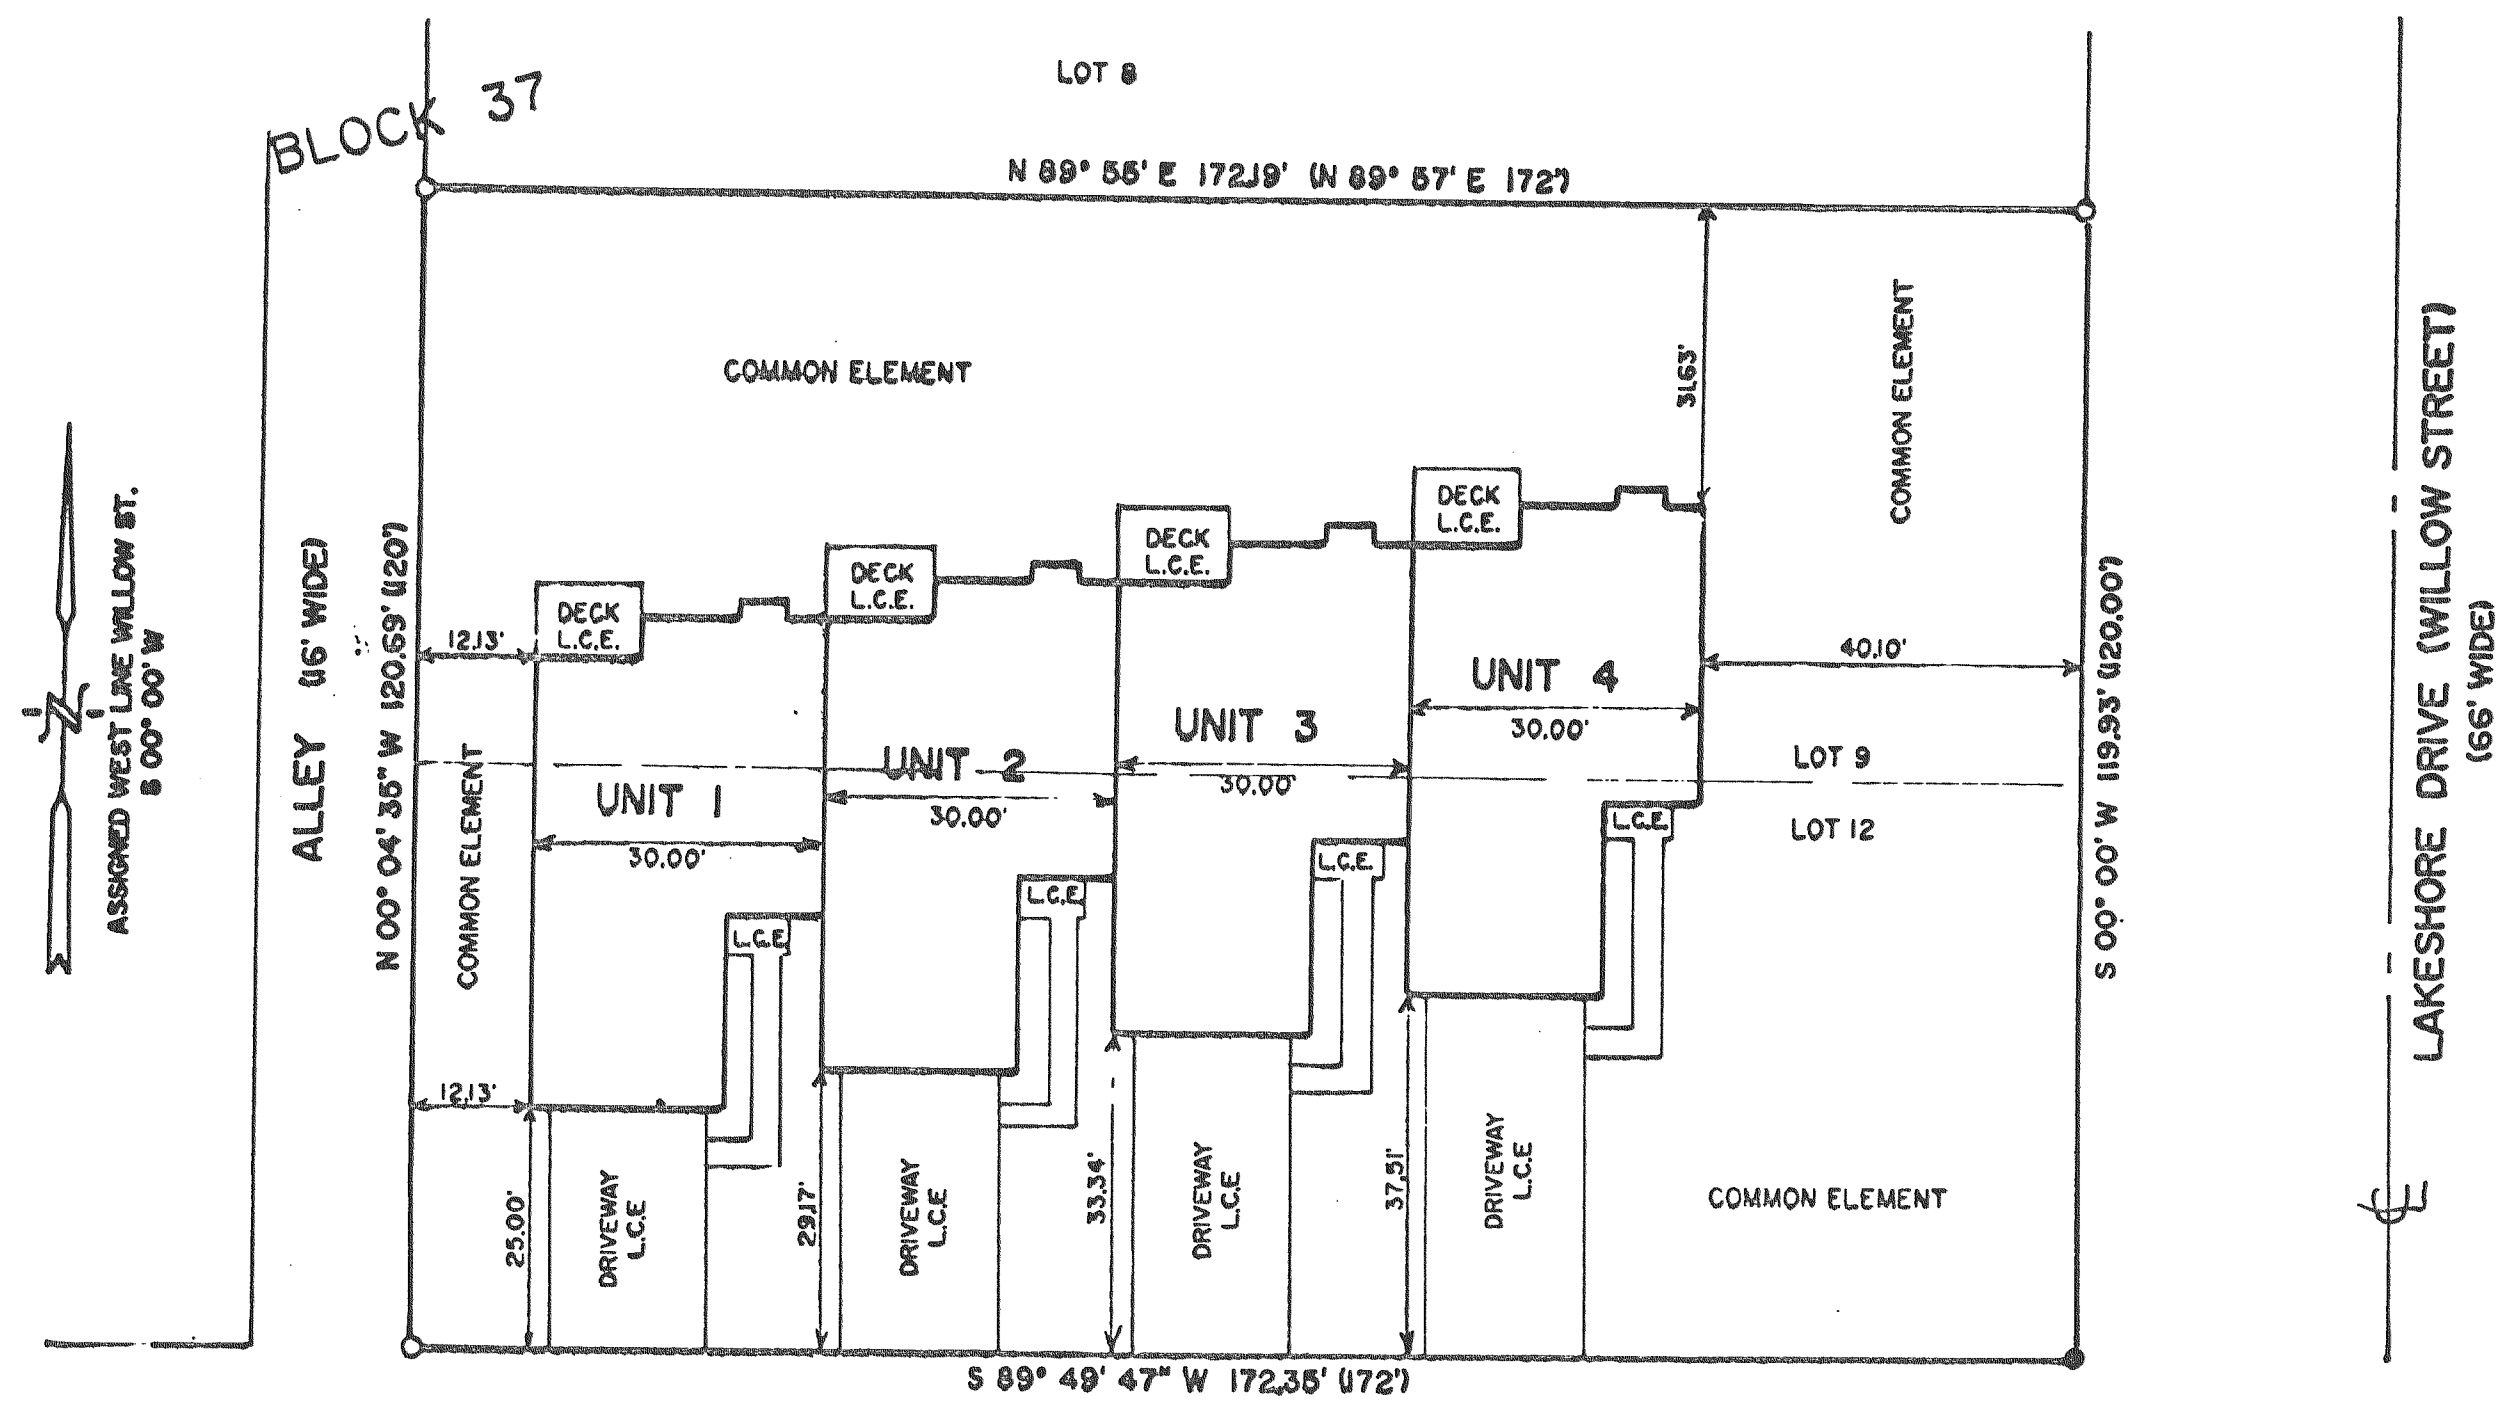 LOT 8
BLOCK 37
N 89° 55' E 172.19' (N 89° 57' E 172')
COMMON ELEMENT
31.63'
COMMON ELEMENT
ASSIGNED WEST LINE WILLOW ST.
S 00° 00' W
ALLEY (16' WIDE)
N 00° 04' 35" W 120.69' (120')
12.13'
DECK
L.C.E.
DECK
L.C.E.
DECK
L.C.E.
DECK
L.C.E.
40.10'
S 00° 00' W 119.93' (120.00')
LAKESHORE DRIVE (WILLOW STREET)
(66' WIDE)
COMMON ELEMENT
UNIT 1
30.00'
UNIT 2
30.00'
UNIT 3
30.00'
UNIT 4
30.00'
LOT 9
LOT 12
L.C.E
L.C.E
L.C.E.
L.C.E.
12.13'
25.00'
DRIVEWAY
L.C.E
29.17'
DRIVEWAY
L.C.E
33.34'
DRIVEWAY
L.C.E
37.51'
DRIVEWAY
L.C.E
COMMON ELEMENT
S 89° 49' 47" W 172.35' (172')